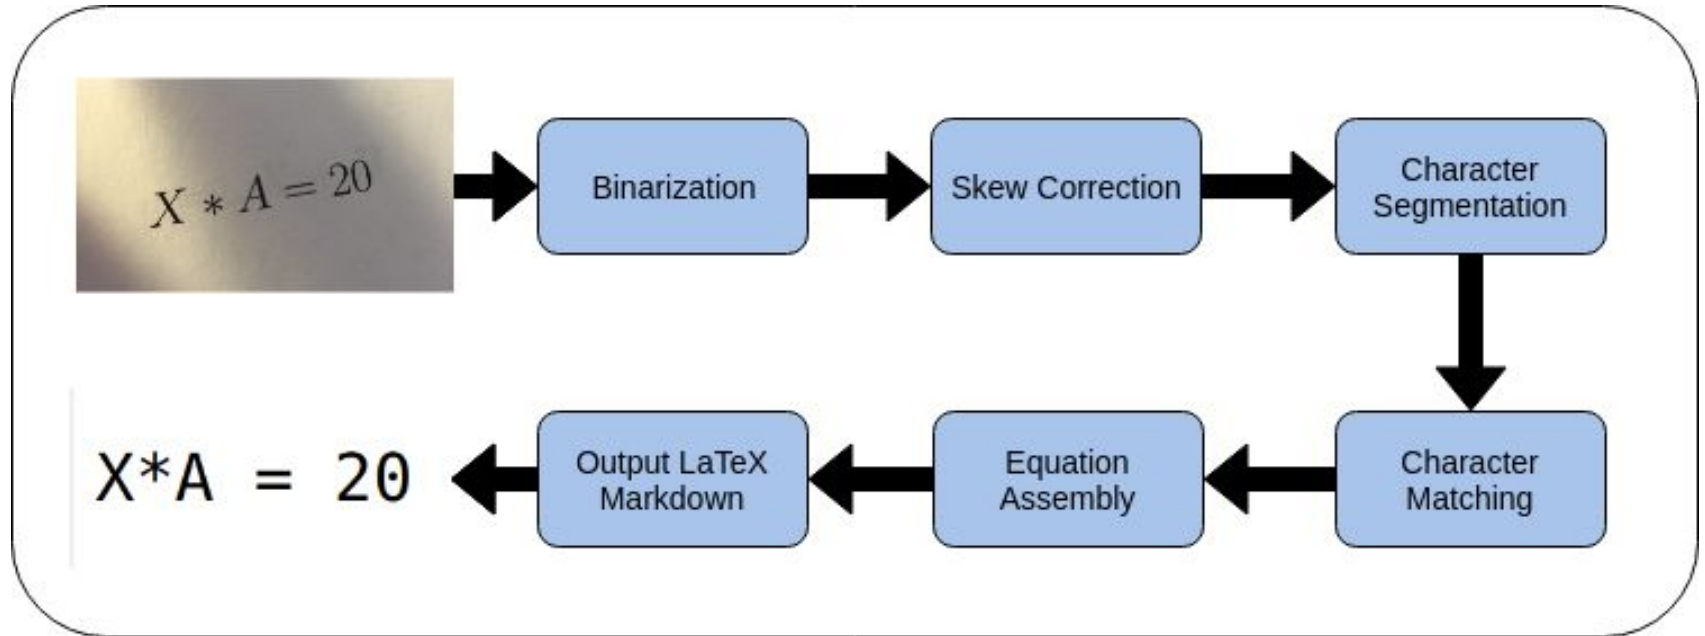 X * A = 20
Binarization
Skew Correction
Character
Segmentation
Character
Matching
Equation
Assembly
Output LaTeX
Markdown
X*A = 20